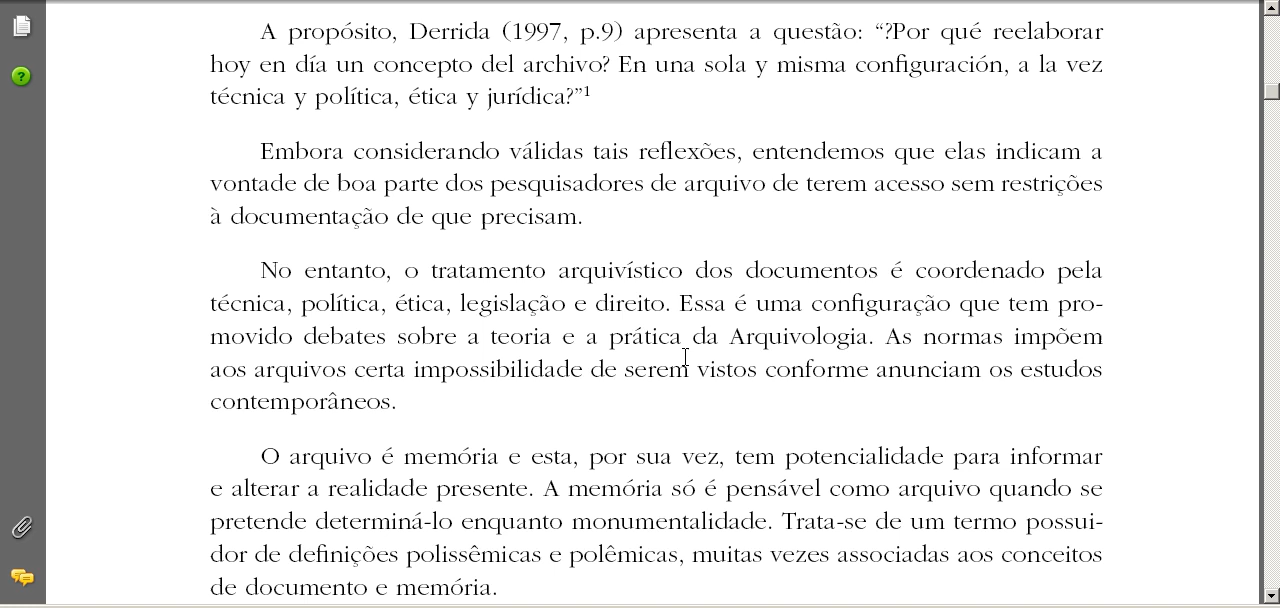 A propósito, Derrida (1997, p.9) apresenta a questão: “?Por qué reelaborar
hoy en día un concepto del archivo? En una sola y misma configuración, a la vez
técnica y política, ética y jurídica?”¹
Embora considerando válidas tais reflexões, entendemos que elas indicam a
vontade de boa parte dos pesquisadores de arquivo de terem acesso sem restrições
à documentação de que precisam.
No entanto, o tratamento arquivístico dos documentos é coordenado pela
técnica, política, ética, legislação e direito. Essa é uma configuração que tem pro-
movido debates sobre a teoria e a prática da Arquivologia. As normas impõem
aos arquivos certa impossibilidade de serem vistos conforme anunciam os estudos
contemporâneos.
O arquivo é memória e esta, por sua vez, tem potencialidade para informar
e alterar a realidade presente. A memória só é pensável como arquivo quando se
pretende determiná-lo enquanto monumentalidade. Trata-se de um termo possui-
dor de definições polissêmicas e polêmicas, muitas vezes associadas aos conceitos
de documento e memória.